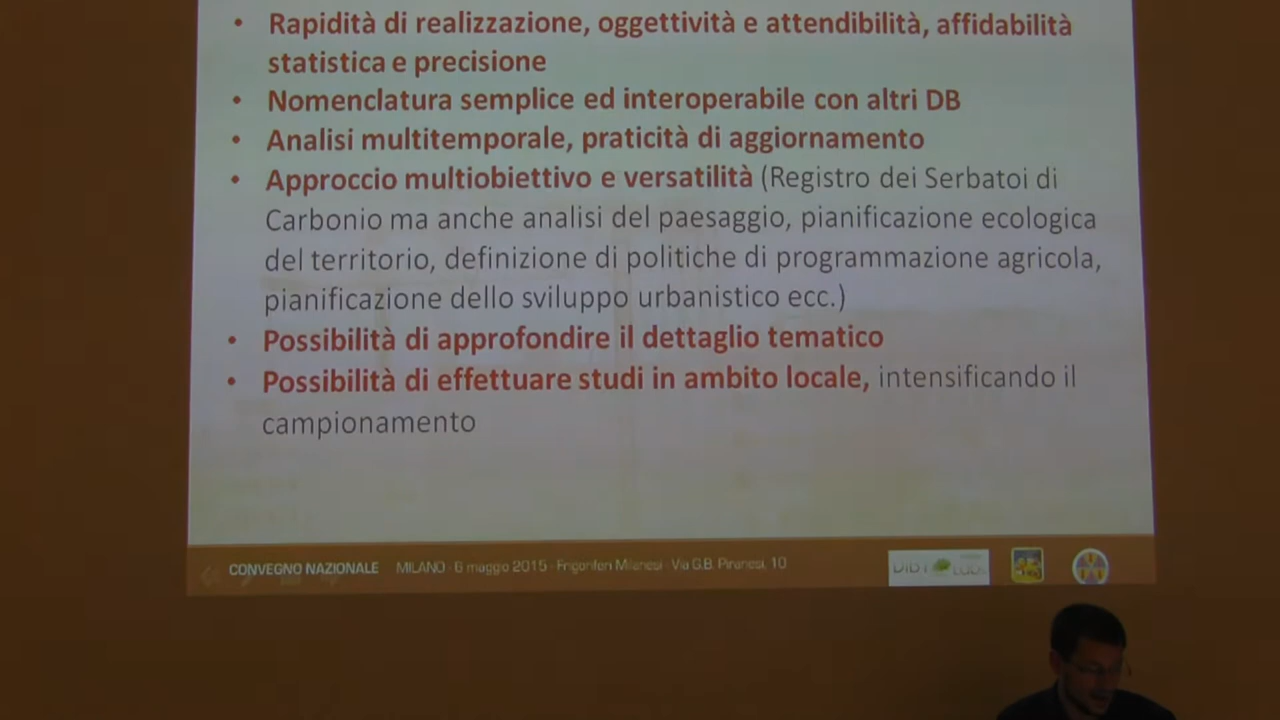 • Rapidità di realizzazione, oggettività e attendibilità, affidabilità
statistica e precisione
• Nomenclatura semplice ed interoperabile con altri DB
• Analisi multitemporale, praticità di aggiornamento
• Approccio multiobiettivo e versatilità (Registro dei Serbatoi di
Carbonio ma anche analisi del paesaggio, pianificazione ecologica
del territorio, definizione di politiche di programmazione agricola,
pianificazione dello sviluppo urbanistico ecc.)
• Possibilità di approfondire il dettaglio tematico
• Possibilità di effettuare studi in ambito locale, intensificando il
campionamento
CONVEGNO NAZIONALE MILANO - 6 maggo 2015 - Frigoriferi Milanesi - Via G.B. Piranesi, 10